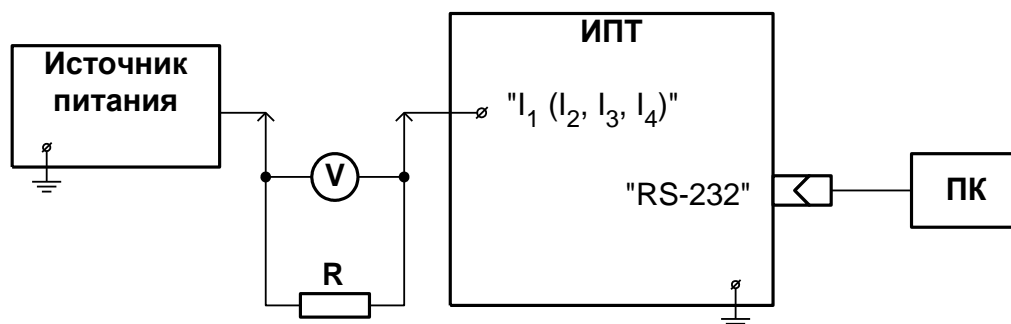 Источник
питания
V
R
ИПТ
"I₁ (I₂, I₃, I₄)"
"RS-232"
ПК